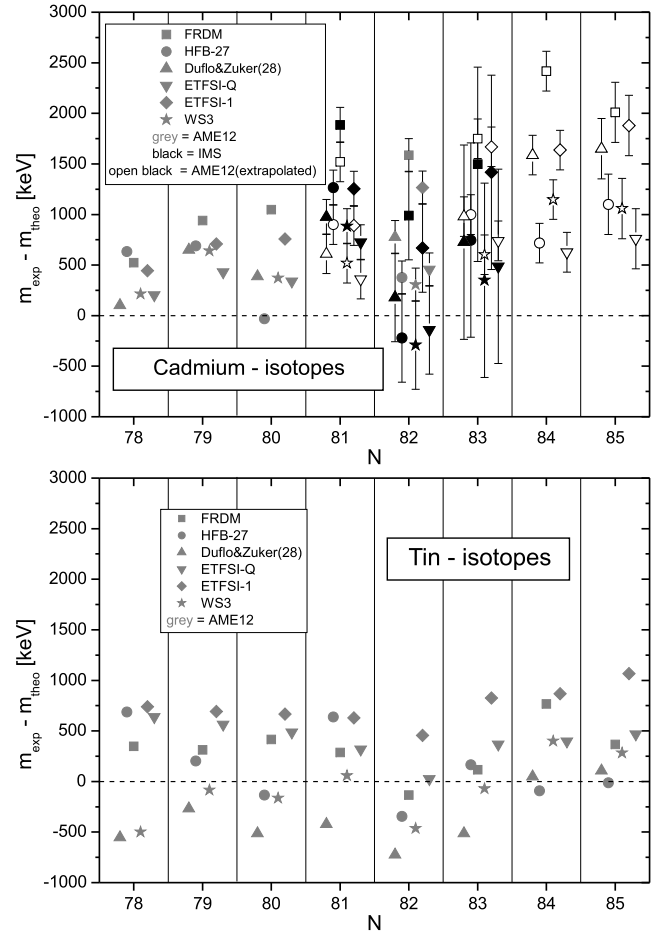 3000
2500
2000
1500
1000
500
0
-500
-1000
m_exp - m_theo [keV]
FRDM
HFB-27
Duflo&Zuker(28)
ETFSI-Q
ETFSI-1
WS3
grey = AME12
black = IMS
open black = AME12(extrapolated)
Cadmium - isotopes
78 79 80 81 82 83 84 85
N
3000
2500
2000
1500
1000
500
0
-500
-1000
m_exp - m_theo [keV]
FRDM
HFB-27
Duflo&Zuker(28)
ETFSI-Q
ETFSI-1
WS3
grey = AME12
Tin - isotopes
78 79 80 81 82 83 84 85
N